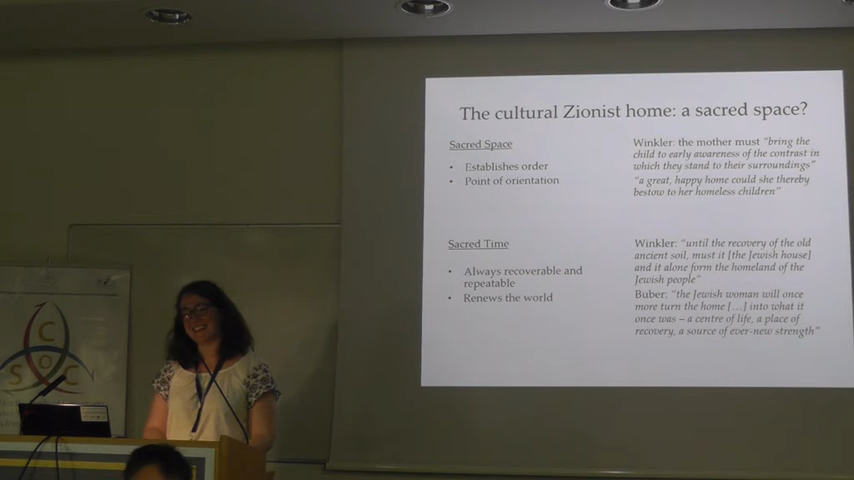 The cultural Zionist home: a sacred space?
Sacred Space
• Establishes order
• Point of orientation
Winkler: the mother must "bring the
child to early awareness of the contrast in
which they stand to their surroundings"
"a great, happy home could she thereby
bestow to her homeless children"
Sacred Time
• Always recoverable and
repeatable
• Renews the world
Winkler: "until the recovery of the old
ancient soil, must it [the Jewish house]
and it alone form the homeland of the
Jewish people"
Buber: "the Jewish woman will once
more turn the home [...] into what it
once was – a centre of life, a place of
recovery, a source of ever-new strength"
C
O
S C